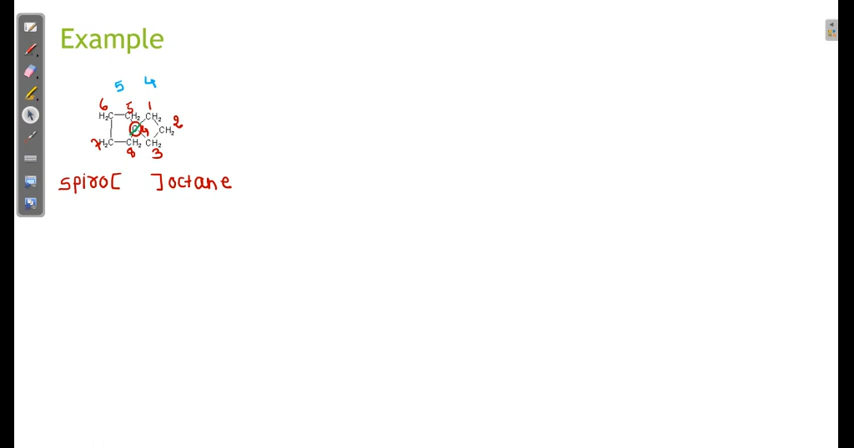 Example
5 4
6 5 1
H₂C CH₂ CH₂
2
C 4 CH₂
7 H₂C CH₂ CH₂
8 3
spiro[ ]octane